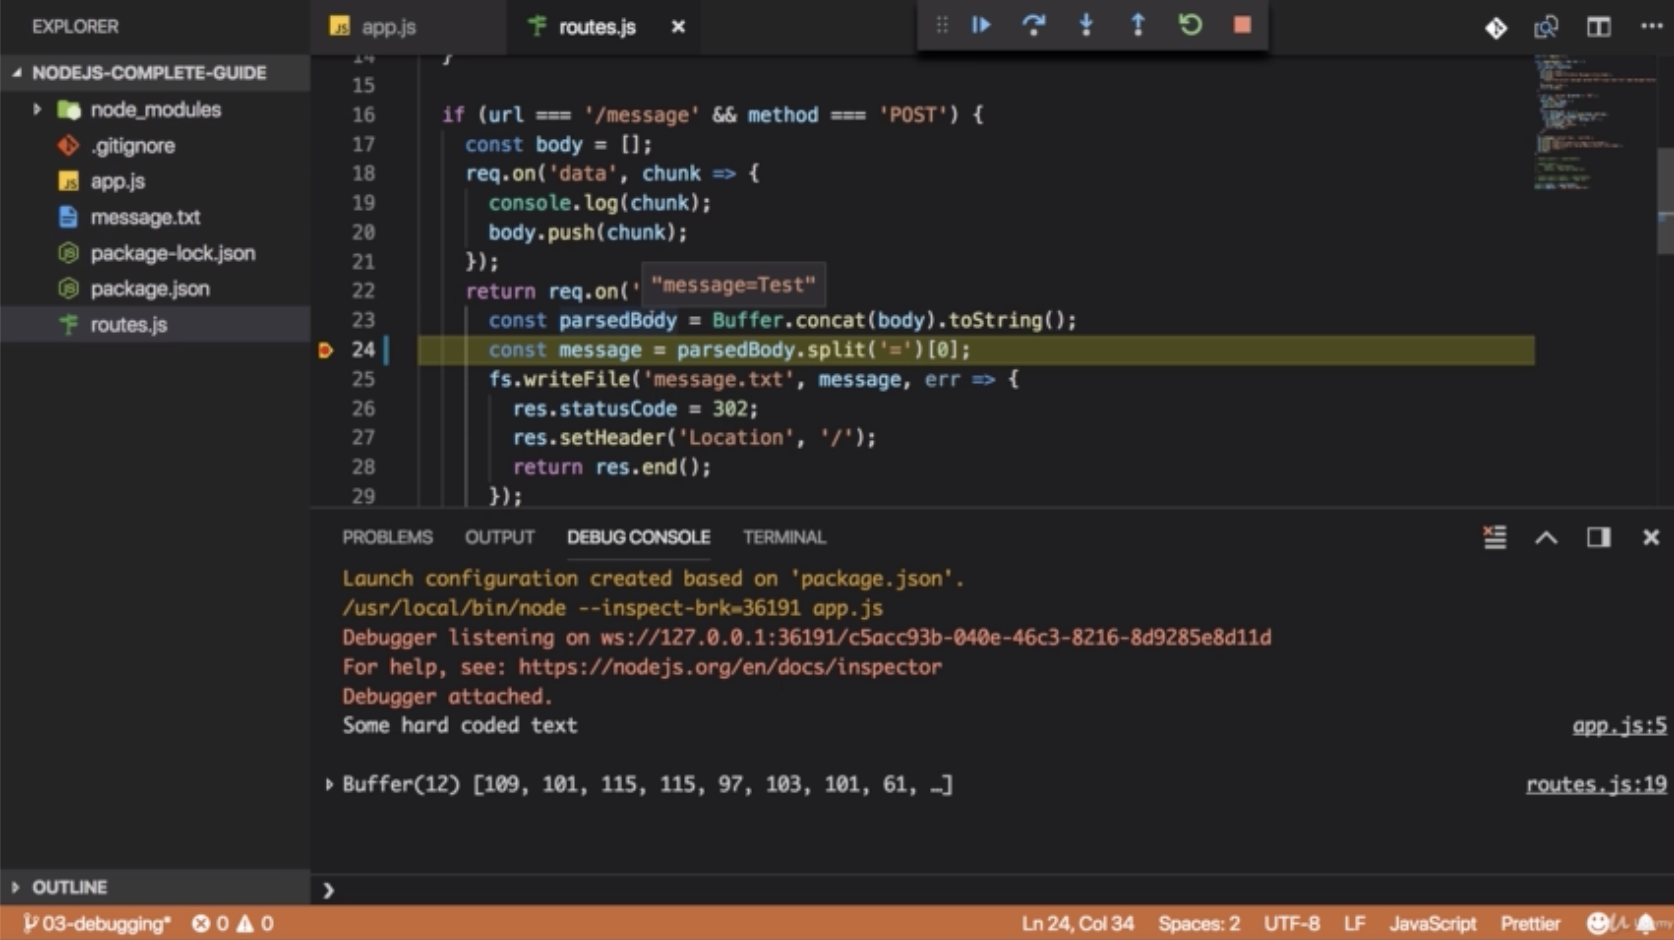 EXPLORER
app.js
routes.js
NODEJS-COMPLETE-GUIDE
node_modules
.gitignore
app.js
message.txt
package-lock.json
package.json
routes.js
14 }
15
16 if (url === '/message' && method === 'POST') {
17 const body = [];
18 req.on('data', chunk => {
19 console.log(chunk);
20 body.push(chunk);
21 });
22 return req.on('
"message=Test"
23 const parsedBody = Buffer.concat(body).toString();
24 const message = parsedBody.split('=')[0];
25 fs.writeFile('message.txt', message, err => {
26 res.statusCode = 302;
27 res.setHeader('Location', '/');
28 return res.end();
29 });
PROBLEMS OUTPUT DEBUG CONSOLE TERMINAL
Launch configuration created based on 'package.json'.
/usr/local/bin/node --inspect-brk=36191 app.js
Debugger listening on ws://127.0.0.1:36191/c5acc93b-040e-46c3-8216-8d9285e8d11d
For help, see: https://nodejs.org/en/docs/inspector
Debugger attached.
Some hard coded text app.js:5
Buffer(12) [109, 101, 115, 115, 97, 103, 101, 61, …] routes.js:19
OUTLINE
03-debugging* 0 0 Ln 24, Col 34 Spaces: 2 UTF-8 LF JavaScript Prettier